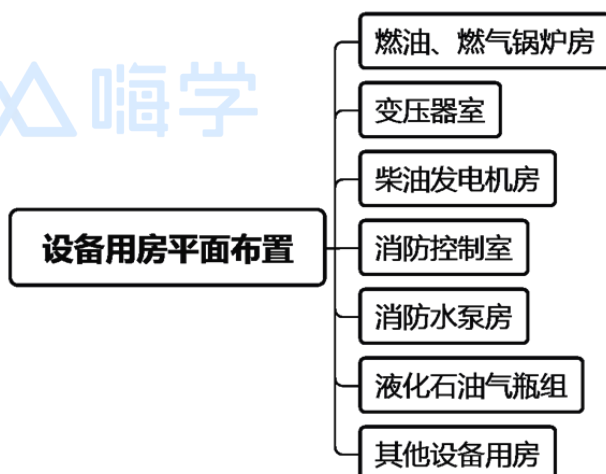 嗨学
燃油、燃气锅炉房
变压器室
柴油发电机房
设备用房平面布置
消防控制室
消防水泵房
液化石油气瓶组
其他设备用房